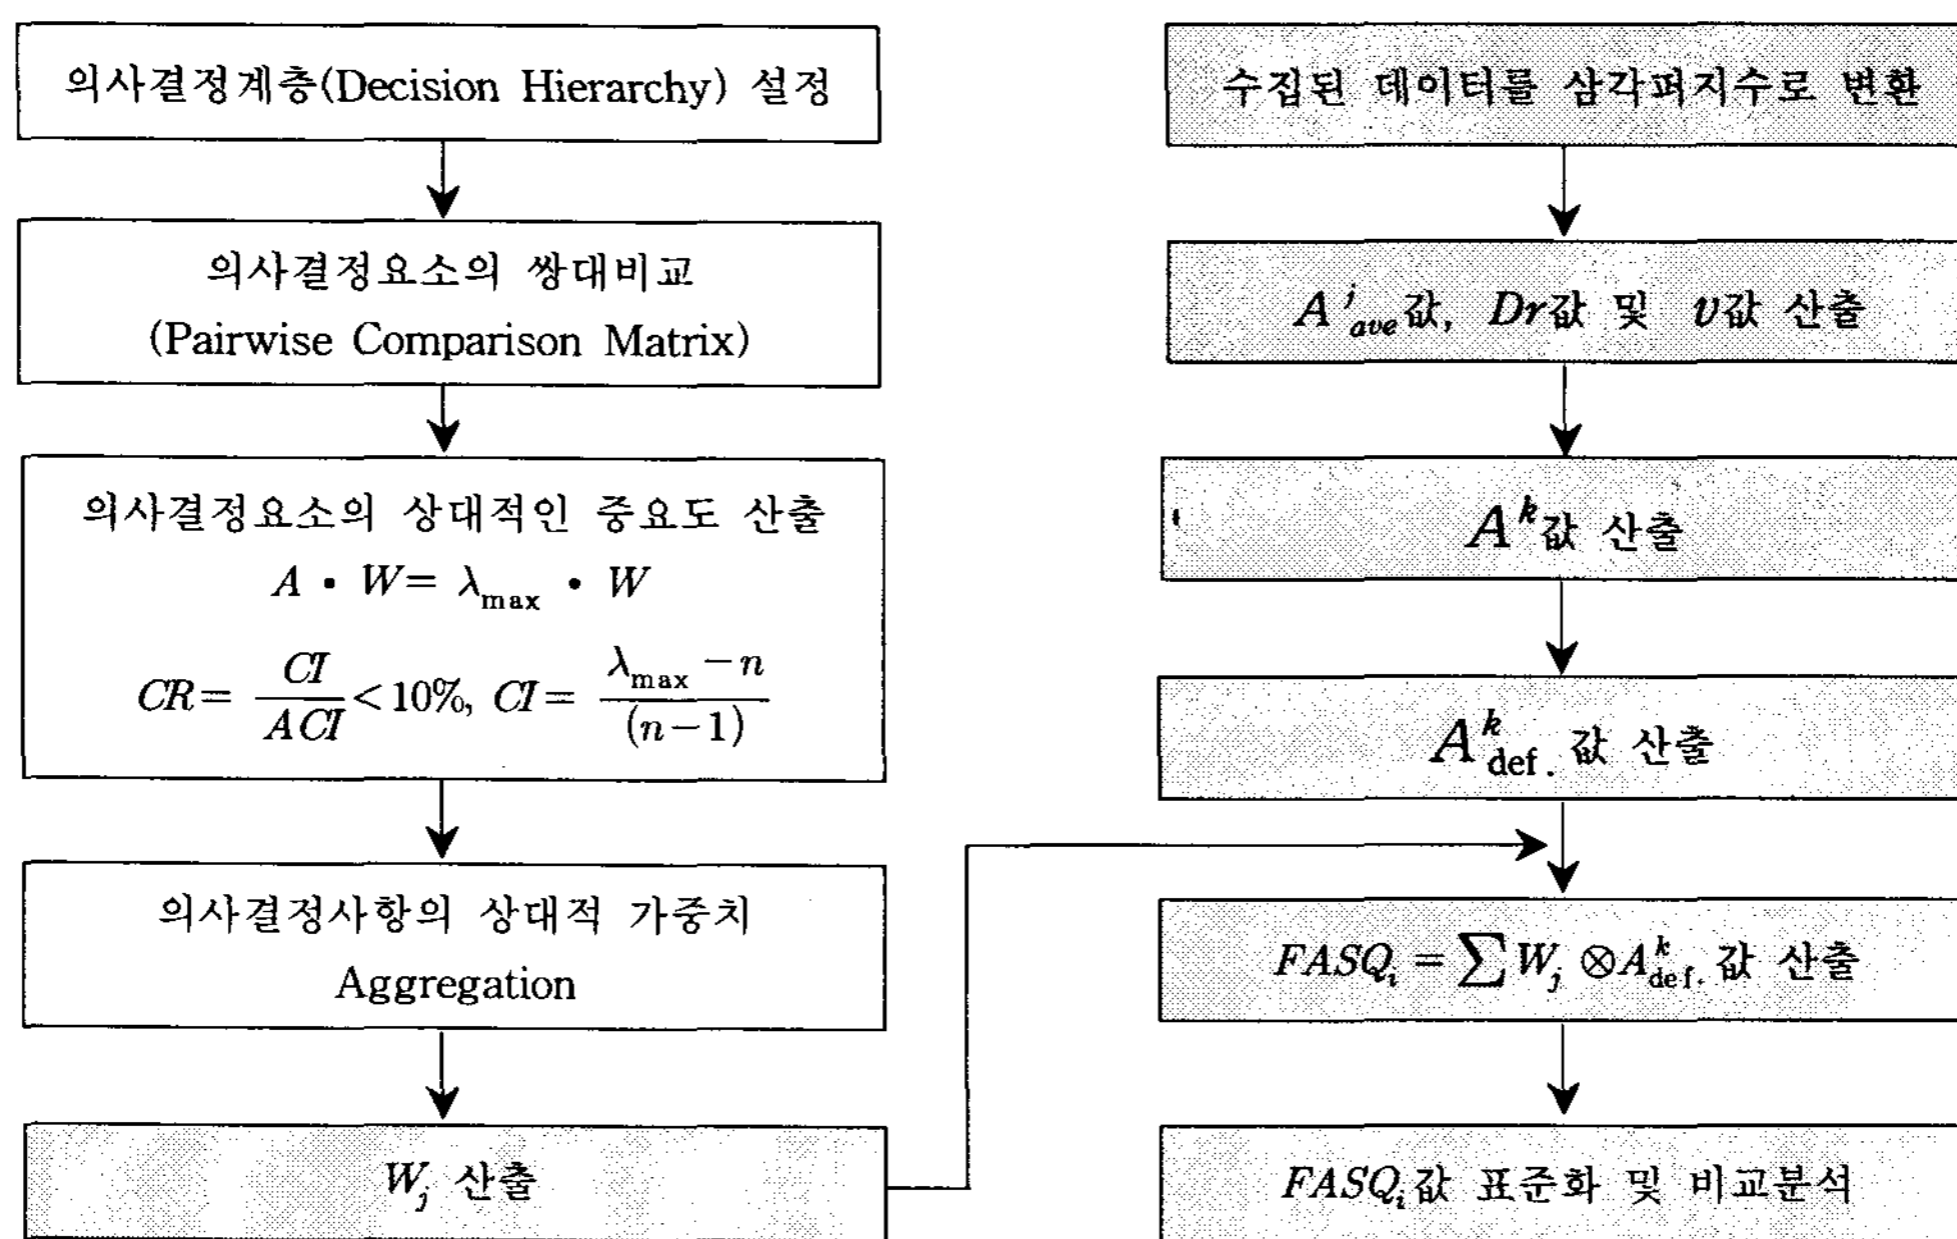 의사결정계층(Decision Hierarchy) 설정
의사결정요소의 쌍대비교
(Pairwise Comparison Matrix)
의사결정요소의 상대적인 중요도 산출
A · W = λ_max · W
CR = CI/ACI < 10%, CI = (λ_max − n)/(n−1)
의사결정사항의 상대적 가중치
Aggregation
W_j 산출
수집된 데이터를 삼각퍼지수로 변환
A^j_ave값, Dr값 및 v값 산출
A^k값 산출
A^k_def. 값 산출
FASQ_i = ∑ W_j ⊗ A^k_def. 값 산출
FASQ_i값 표준화 및 비교분석